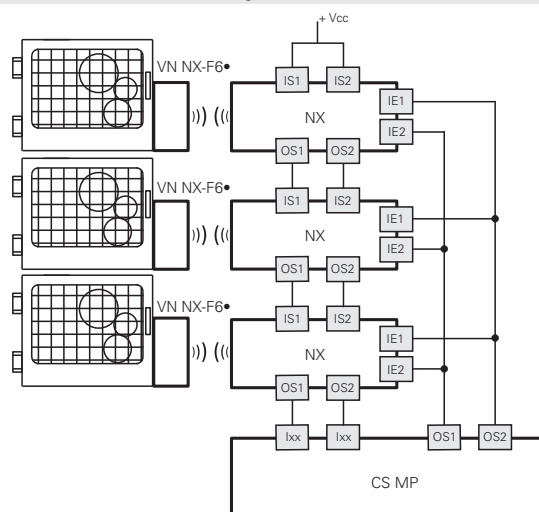 + Vcc
VN NX-F6•
IS1 IS2
IE1
NX
IE2
OS1 OS2
VN NX-F6•
IS1 IS2
IE1
NX
IE2
OS1 OS2
VN NX-F6•
IS1 IS2
IE1
NX
IE2
OS1 OS2
Ixx Ixx OS1 OS2
CS MP